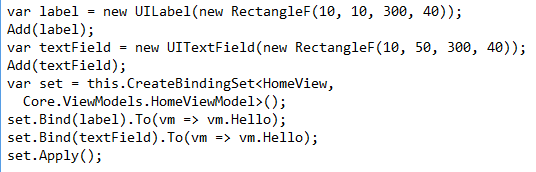 var label = new UILabel(new RectangleF(10, 10, 300, 40));
Add(label);
var textField = new UITextField(new RectangleF(10, 50, 300, 40));
Add(textField);
var set = this.CreateBindingSet<HomeView,
  Core.ViewModels.HomeViewModel>();
set.Bind(label).To(vm => vm.Hello);
set.Bind(textField).To(vm => vm.Hello);
set.Apply();